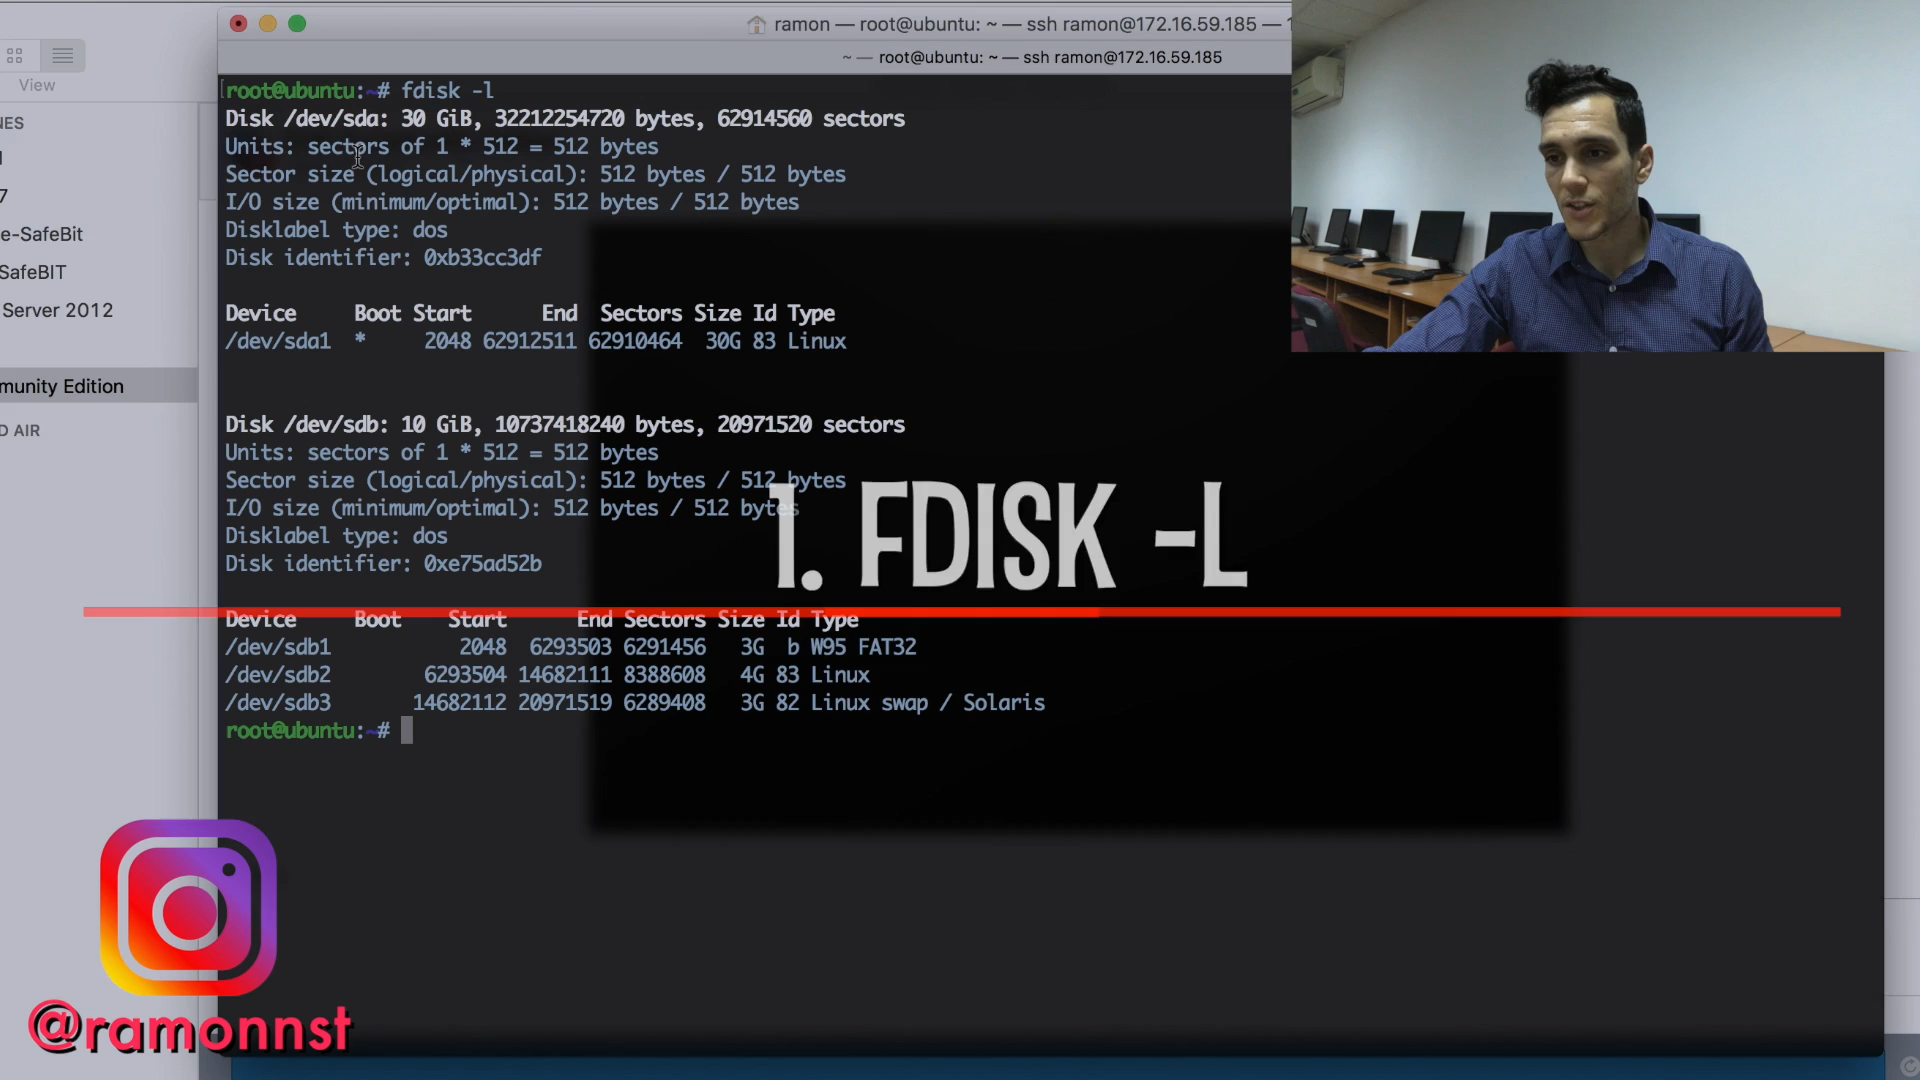 ramon — root@ubuntu: ~ — ssh ramon@172.16.59.185 —
~ — root@ubuntu: ~ — ssh ramon@172.16.59.185
View
NES
7
e-SafeBit
SafeBIT
Server 2012
munity Edition
D AIR
root@ubuntu:~# fdisk -l
Disk /dev/sda: 30 GiB, 32212254720 bytes, 62914560 sectors
Units: sectors of 1 * 512 = 512 bytes
Sector size (logical/physical): 512 bytes / 512 bytes
I/O size (minimum/optimal): 512 bytes / 512 bytes
Disklabel type: dos
Disk identifier: 0xb33cc3df
Device Boot Start End Sectors Size Id Type
/dev/sda1 * 2048 62912511 62910464 30G 83 Linux
Disk /dev/sdb: 10 GiB, 10737418240 bytes, 20971520 sectors
Units: sectors of 1 * 512 = 512 bytes
Sector size (logical/physical): 512 bytes / 512 bytes
I/O size (minimum/optimal): 512 bytes / 512 bytes
Disklabel type: dos
Disk identifier: 0xe75ad52b
1. FDISK -L
Device Boot Start End Sectors Size Id Type
/dev/sdb1 2048 6293503 6291456 3G b W95 FAT32
/dev/sdb2 6293504 14682111 8388608 4G 83 Linux
/dev/sdb3 14682112 20971519 6289408 3G 82 Linux swap / Solaris
root@ubuntu:~#
@ramonnst